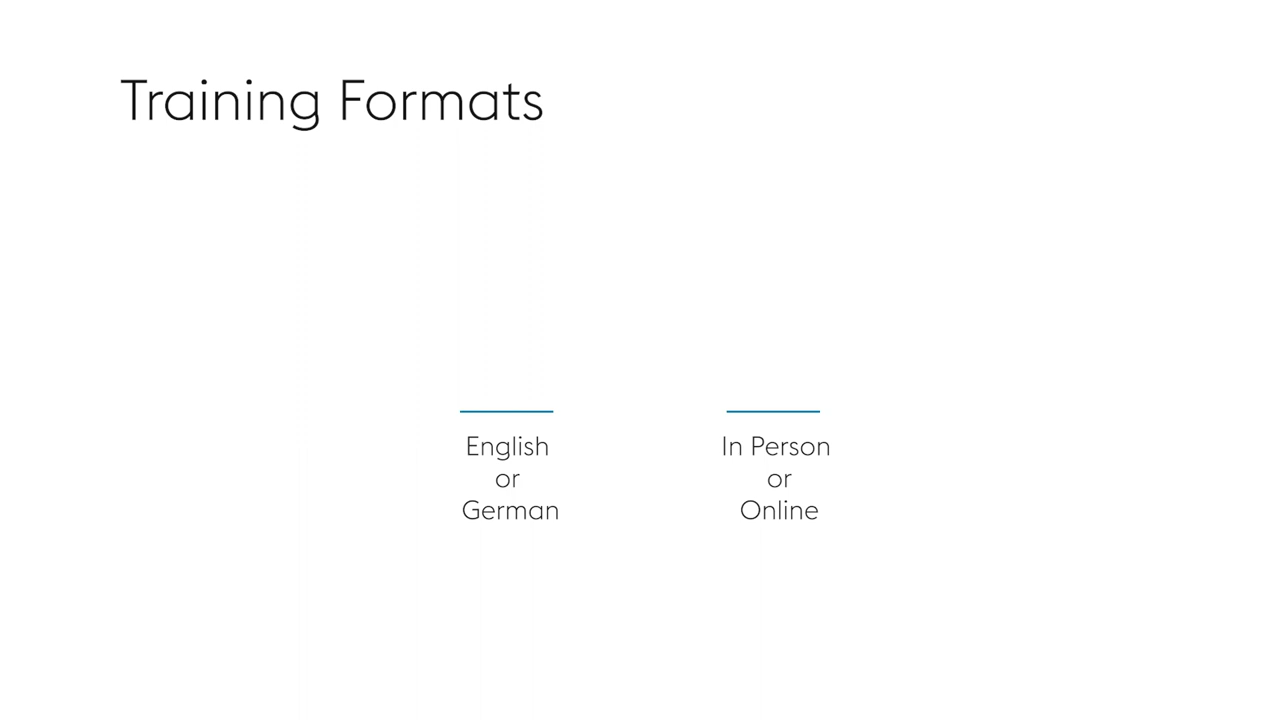 Training Formats
English
or
German
In Person
or
Online